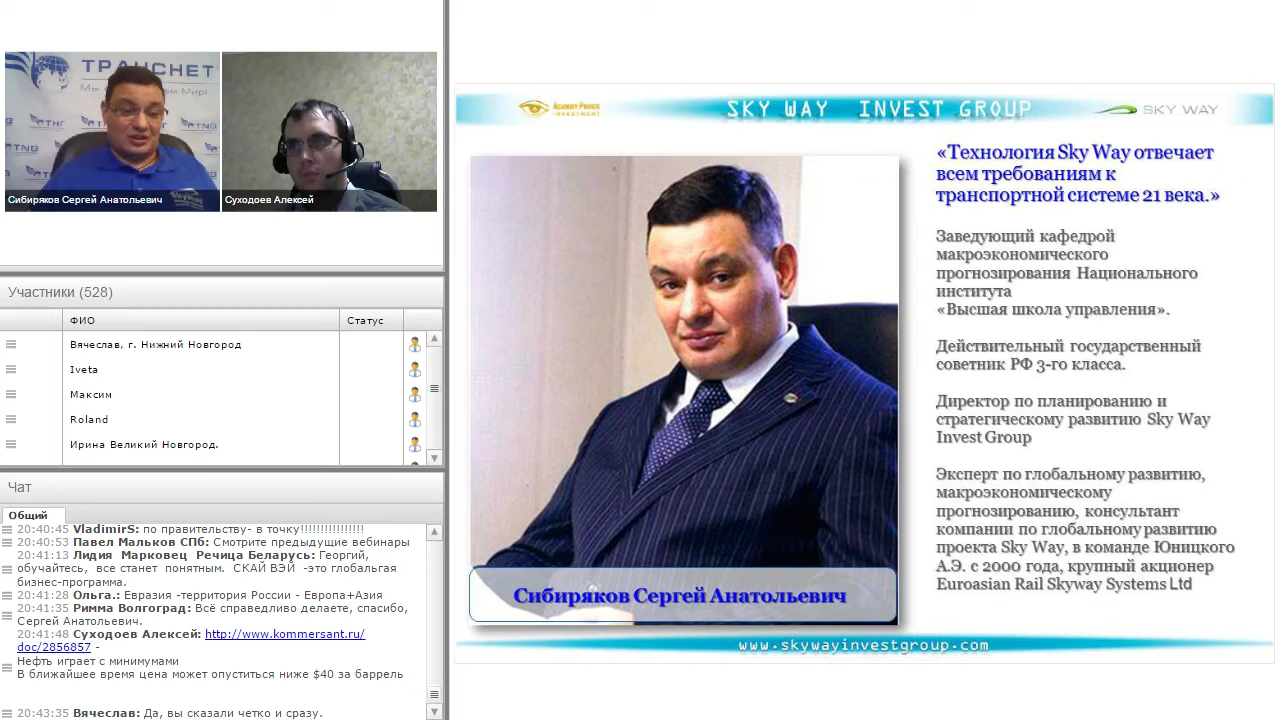 ТРАНСНЕТ
TNG
THГ
TNG
TNG
Сибиряков Сергей Анатольевич
Суходоев Алексей
Участники (528)
ФИО
Статус
Вячеслав, г. Нижний Новгород
Iveta
Максим
Roland
Ирина Великий Новгород.
Чат
Общий
20:40:45 VladimirS: по правительству- в точку!!!!!!!!!!!!!!!!
20:40:53 Павел Мальков СПб: Смотрите предыдущие вебинары
20:41:13 Лидия Марковец Речица Беларусь: Георгий,
обучайтесь, все станет понятным. СКАЙ ВЭЙ -это глобальгая
бизнес-программа.
20:41:28 Ольга.: Евразия -территория России - Европа+Азия
20:41:35 Римма Волгоград: Всё справедливо делаете, спасибо,
Сергей Анатольевич.
20:41:48 Суходоев Алексей: http://www.kommersant.ru/
doc/2856857 -
Нефть играет с минимумами
В ближайшее время цена может опуститься ниже $40 за баррель
20:43:35 Вячеслав: Да, вы сказали четко и сразу.
ACADEMY PRIVATE
INVESTMENT
SKY WAY INVEST GROUP
SKY WAY
«Технология Sky Way отвечает
всем требованиям к
транспортной системе 21 века.»
Заведующий кафедрой
макроэкономического
прогнозирования Национального
института
«Высшая школа управления».
Действительный государственный
советник РФ 3-го класса.
Директор по планированию и
стратегическому развитию Sky Way
Invest Group
Эксперт по глобальному развитию,
макроэкономическому
прогнозированию, консультант
компании по глобальному развитию
проекта Sky Way, в команде Юницкого
А.Э. с 2000 года, крупный акционер
Euroasian Rail Skyway Systems Ltd
Сибиряков Сергей Анатольевич
www.skywayinvestgroup.com